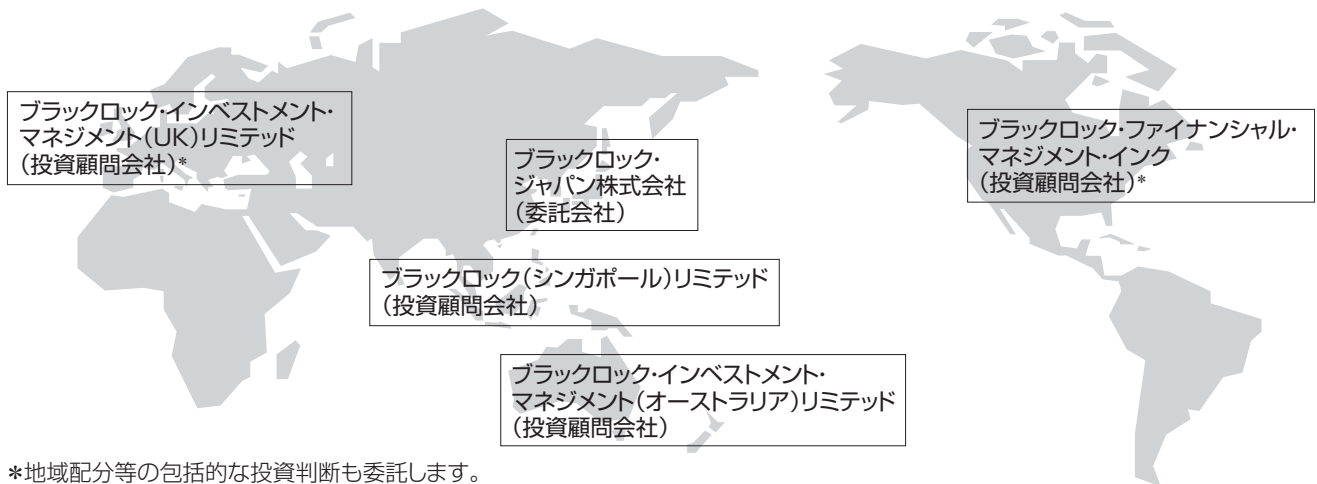 ブラックロック・インベストメント・
マネジメント(UK)リミテッド
(投資顧問会社)*
ブラックロック・
ジャパン株式会社
(委託会社)
ブラックロック・ファイナンシャル・
マネジメント・インク
(投資顧問会社)*
ブラックロック(シンガポール)リミテッド
(投資顧問会社)
ブラックロック・インベストメント・
マネジメント(オーストラリア)リミテッド
(投資顧問会社)
*地域配分等の包括的な投資判断も委託します。